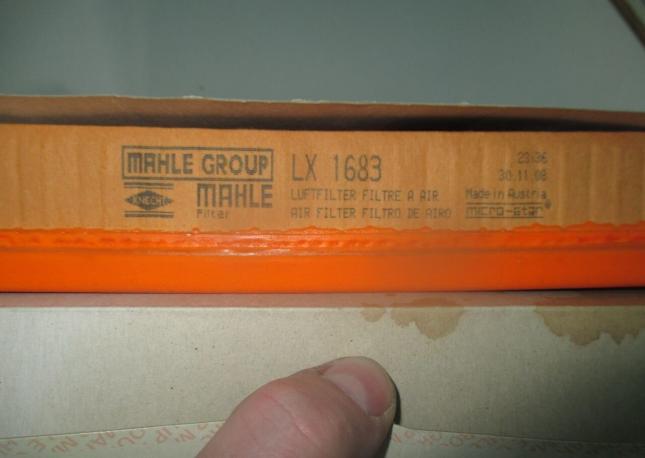 MAHLE GROUP
KNECHT
MAHLE
Filter
LX 1683
LUFTFILTER FILTRE A AIR
AIR FILTER FILTRO DE AIRO
23:36
30.11.08
Made in Austria
micro-star®